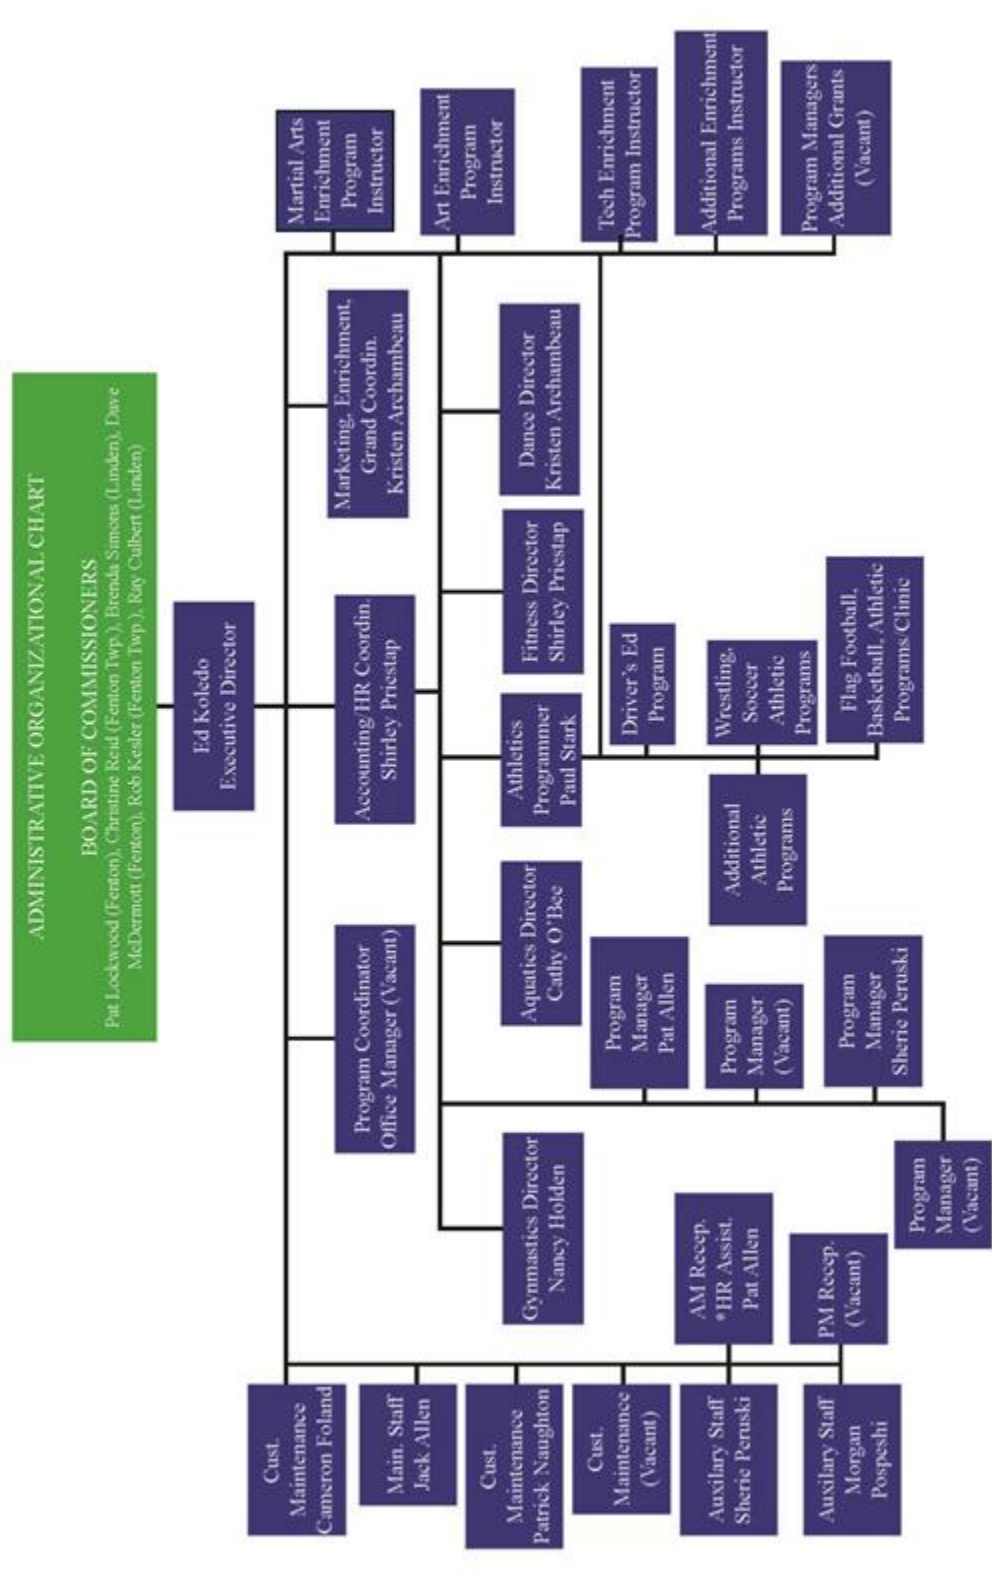 ADMINISTRATIVE ORGANIZATIONAL CHART
BOARD OF COMMISSIONERS
Pat Lockwood (Fenton), Christine Reid (Fenton Twp.), Brenda Simons (Linden), Dave
McDermott (Fenton), Rob Kesler (Fenton Twp.), Ray Culbert (Linden)
Ed Koledo
Executive Director
Program Coordinator
Office Manager (Vacant)
Accounting HR Coordin.
Shirley Priestap
Marketing, Enrichment,
Grand Coordin.
Kristen Archambeau
Martial Arts
Enrichment
Program
Instructor
Art Enrichment
Program
Instructor
Tech Enrichment
Program Instructor
Additional Enrichment
Programs Instructor
Program Managers
Additional Grants
(Vacant)
Gynmastics Director
Nancy Holden
Aquatics Director
Cathy O'Bee
Athletics
Programmer
Paul Stark
Fitness Director
Shirley Priestap
Dance Director
Kristen Archambeau
Program
Manager
Pat Allen
Program
Manager
(Vacant)
Program
Manager
Sherie Peruski
Program
Manager
(Vacant)
Driver's Ed
Program
Wrestling,
Soccer
Athletic
Programs
Additional
Athletic
Programs
Flag Football,
Basketball, Athletic
Programs Clinic
Cust.
Maintenance
Cameron Foland
Main. Staff
Jack Allen
Cust.
Maintenance
Patrick Naughton
Cust.
Maintenance
(Vacant)
Auxilary Staff
Sherie Peruski
AM Recep.
*HR Assist.
Pat Allen
Auxilary Staff
Morgan
Pospeshi
PM Recep.
(Vacant)